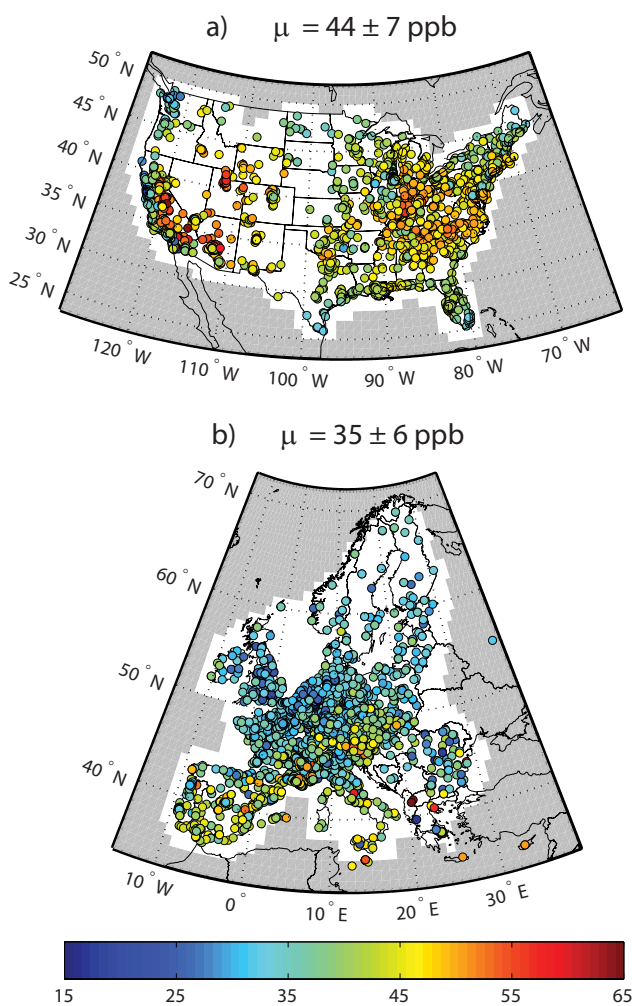 a) μ = 44 ± 7 ppb
50 ° N
45 ° N
40 ° N
35 ° N
30 ° N
25 ° N
120 ° W
110 ° W
100 ° W
90 ° W
80 ° W
70 ° W
b) μ = 35 ± 6 ppb
70 ° N
60 ° N
50 ° N
40 ° N
10 ° W
0 °
10 ° E
20 ° E
30 ° E
15 25 35 45 55 65